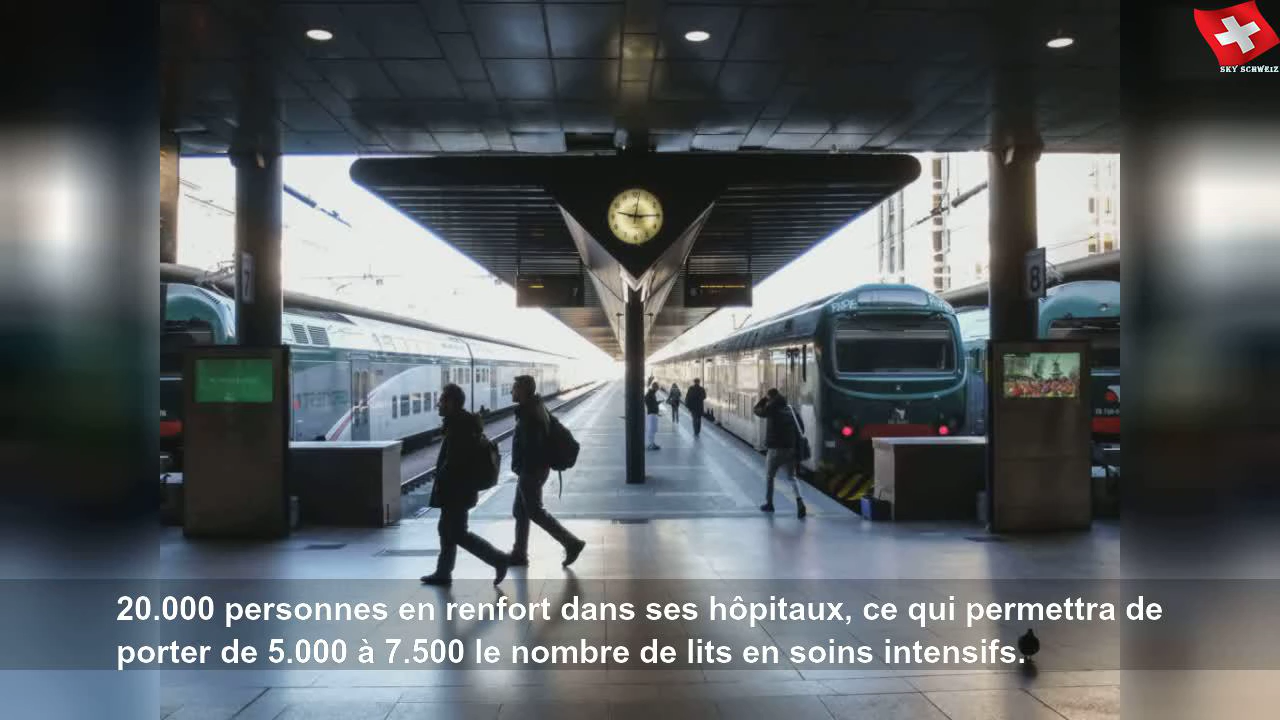 SKY SCHWEIZ
7
8
20.000 personnes en renfort dans ses hôpitaux, ce qui permettra de
porter de 5.000 à 7.500 le nombre de lits en soins intensifs.